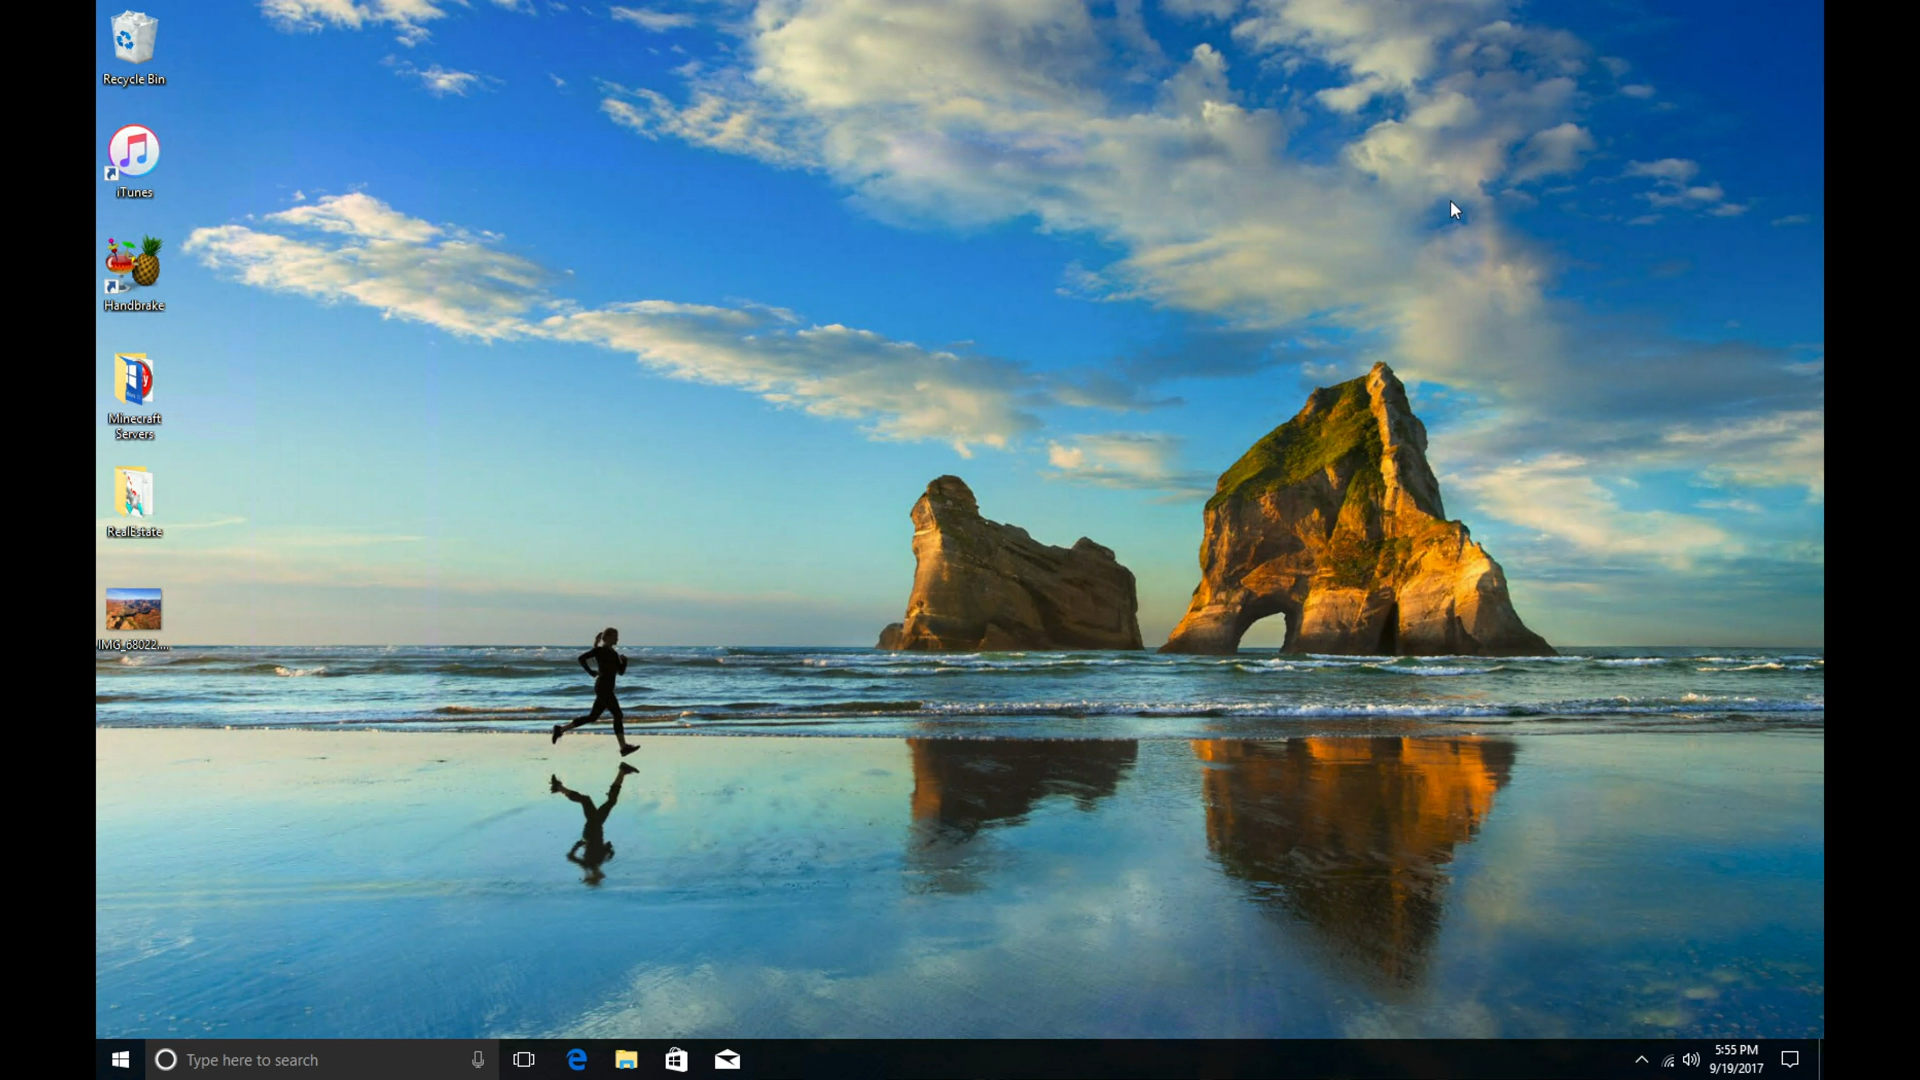 Recycle Bin
iTunes
Handbrake
Minecraft
Servers
RealEstate
IMG_68022....
Type here to search
5:55 PM
9/19/2017